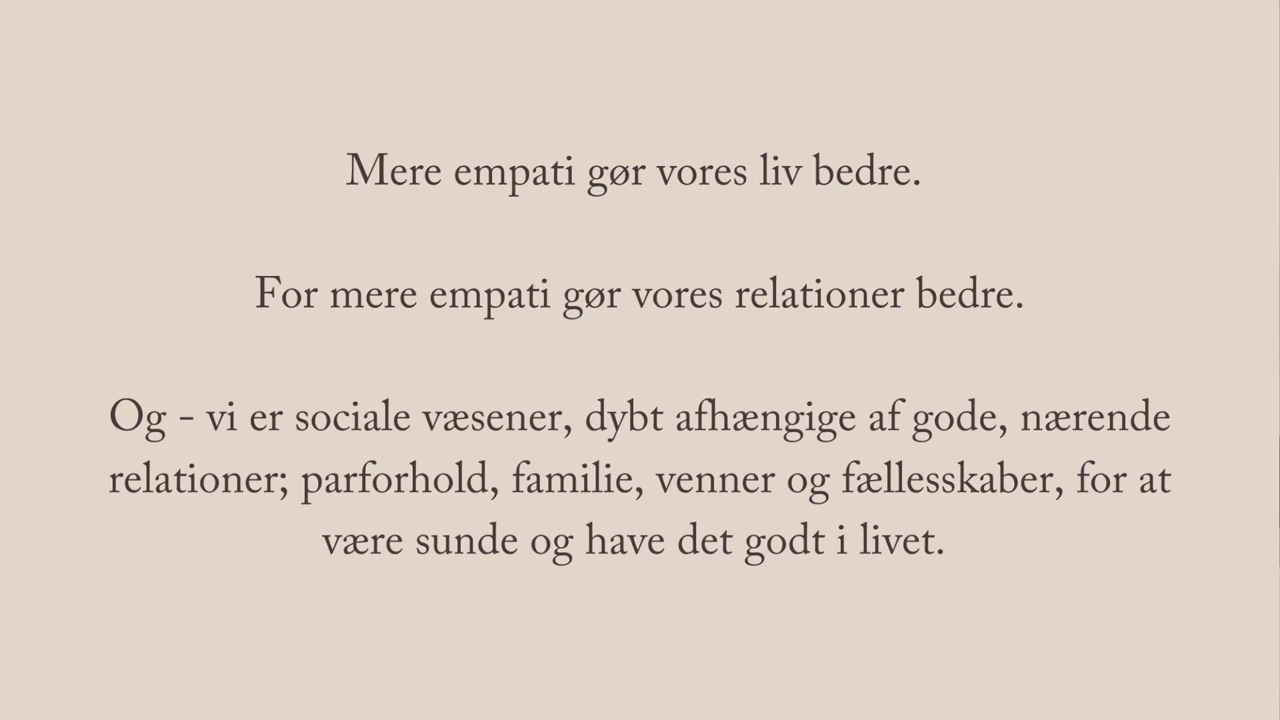 Mere empati gør vores liv bedre.
For mere empati gør vores relationer bedre.
Og - vi er sociale væsener, dybt afhængige af gode, nærende
relationer; parforhold, familie, venner og fællesskaber, for at
være sunde og have det godt i livet.